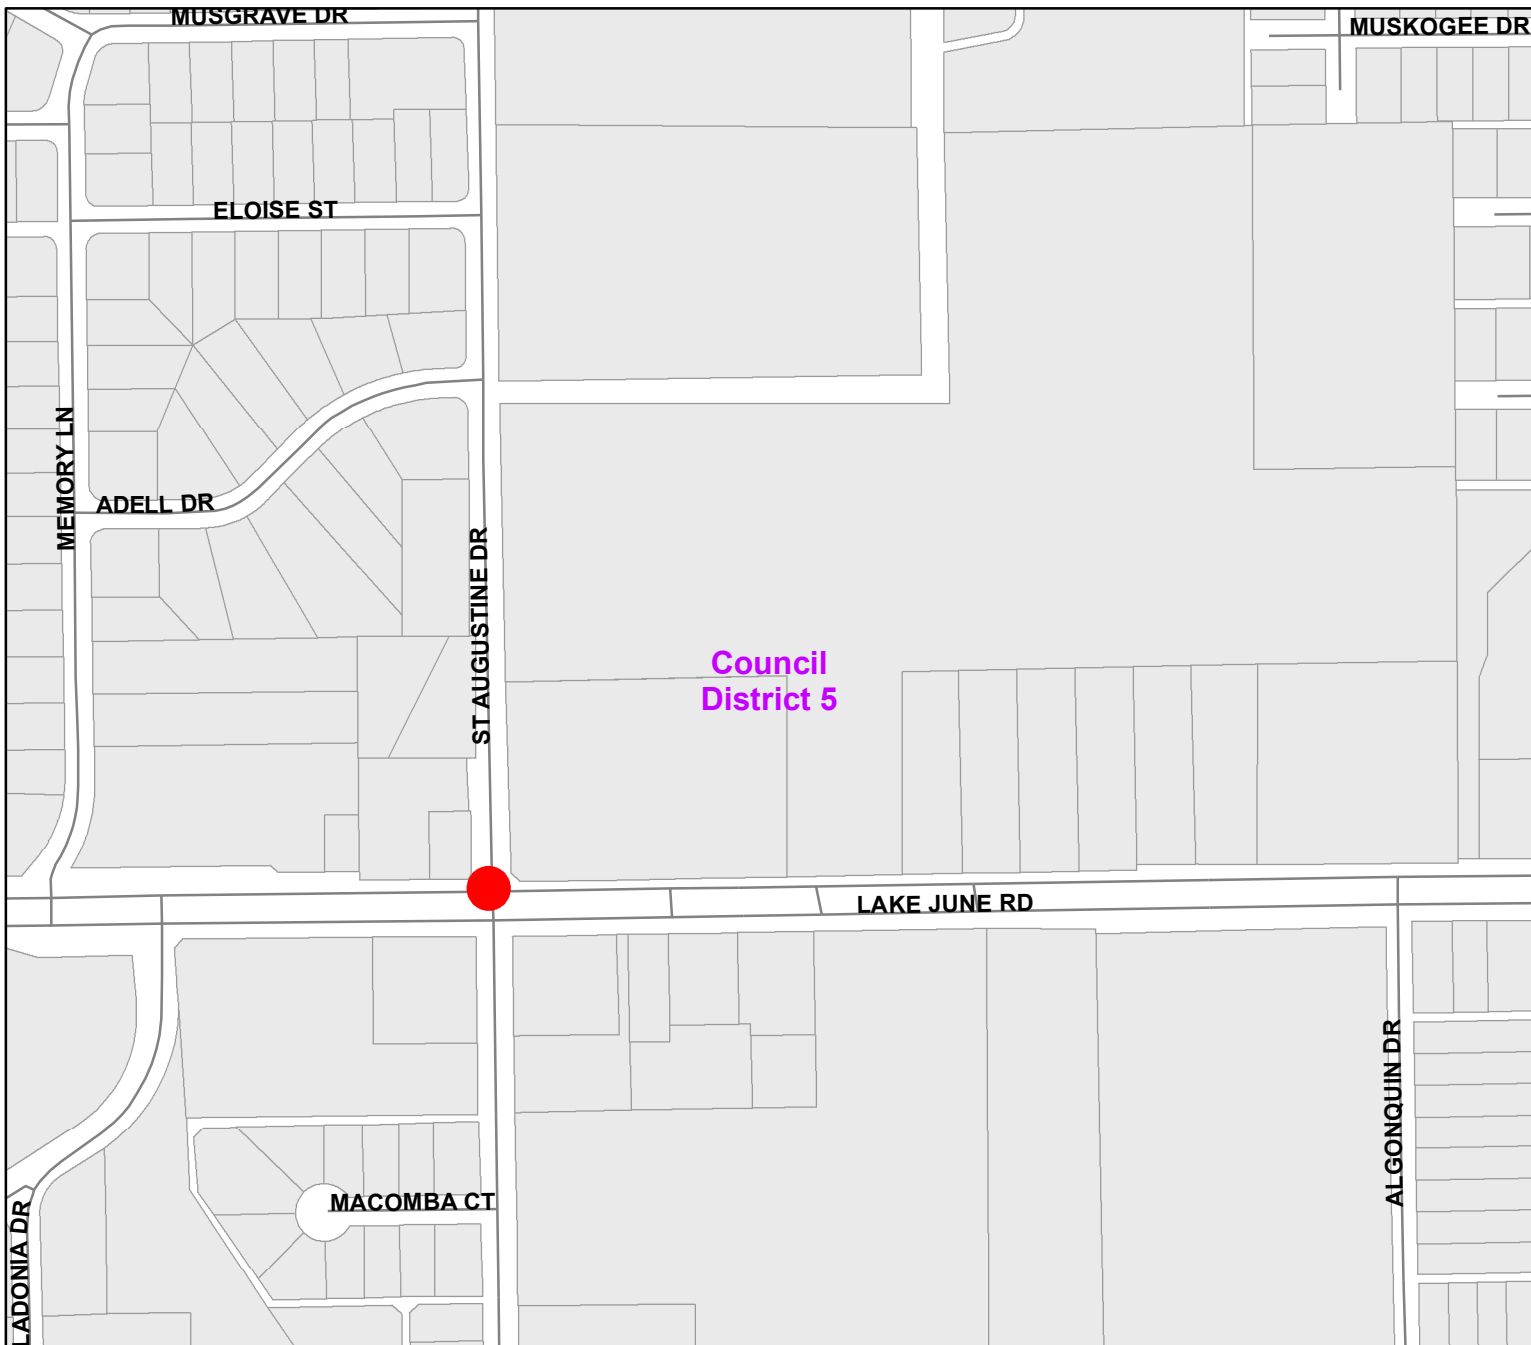 MUSGRAVE DR
MUSKOGEE DR
ELOISE ST
MEMORY LN
ADELL DR
ST AUGUSTINE DR
Council
District 5
LAKE JUNE RD
ALGONQUIN DR
MACOMBA CT
LADONIA DR